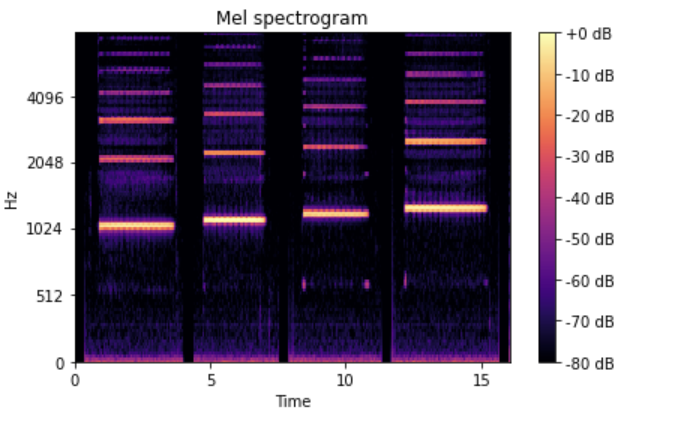 Mel spectrogram
+0 dB
-10 dB
-20 dB
-30 dB
-40 dB
-50 dB
-60 dB
-70 dB
-80 dB
4096
2048
1024
512
0
Hz
0 5 10 15
Time